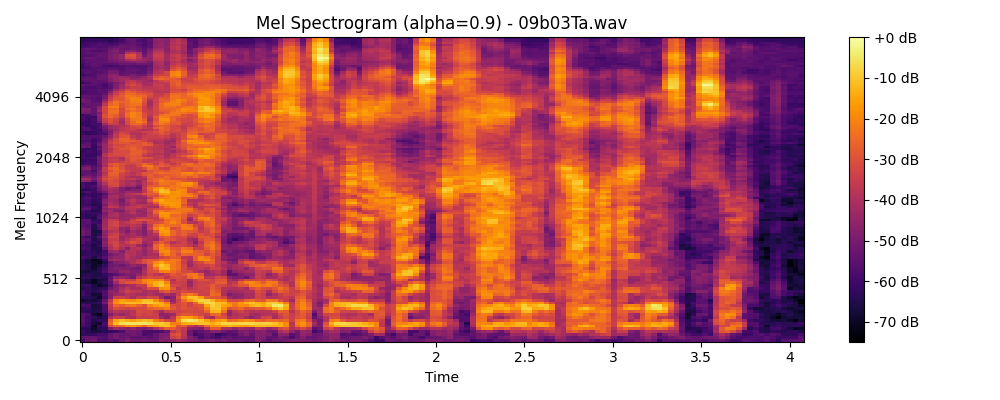 Mel Spectrogram (alpha=0.9) - 09b03Ta.wav
Mel Frequency
4096
2048
1024
512
0
0
0.5
1
1.5
2
2.5
3
3.5
4
Time
+0 dB
-10 dB
-20 dB
-30 dB
-40 dB
-50 dB
-60 dB
-70 dB